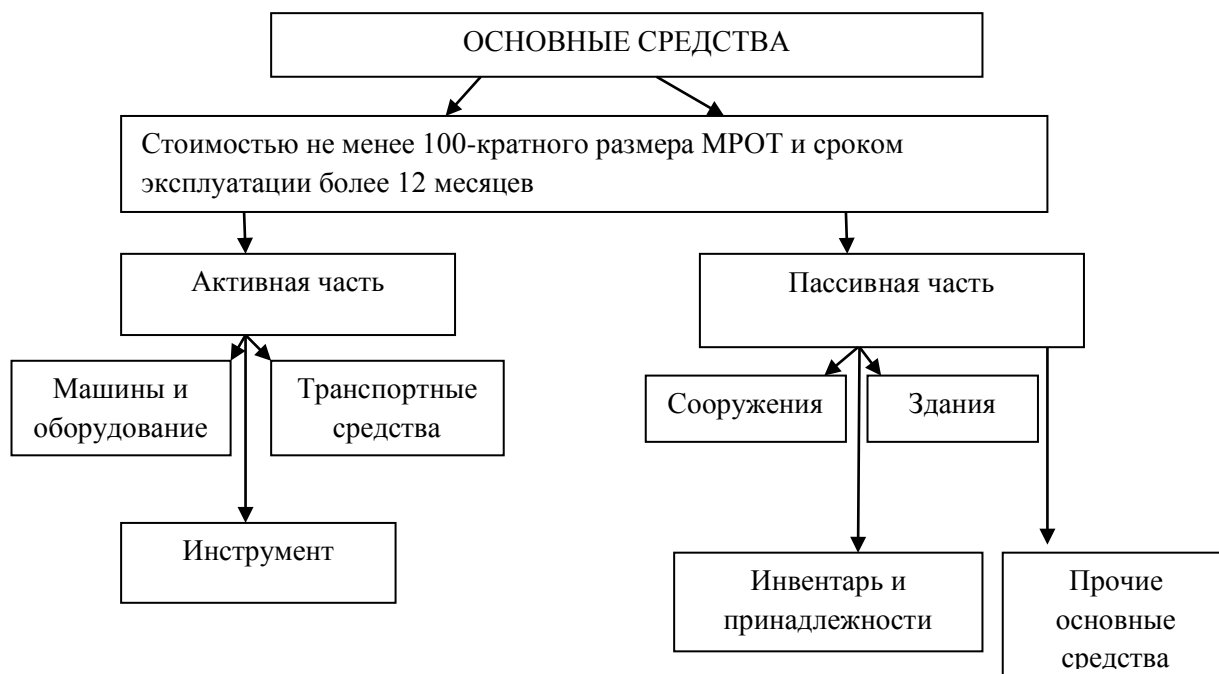 ОСНОВНЫЕ СРЕДСТВА
Стоимостью не менее 100-кратного размера МРОТ и сроком
эксплуатации более 12 месяцев
Активная часть
Пассивная часть
Машины и
оборудование
Транспортные
средства
Сооружения
Здания
Инструмент
Инвентарь и
принадлежности
Прочие
основные
средства